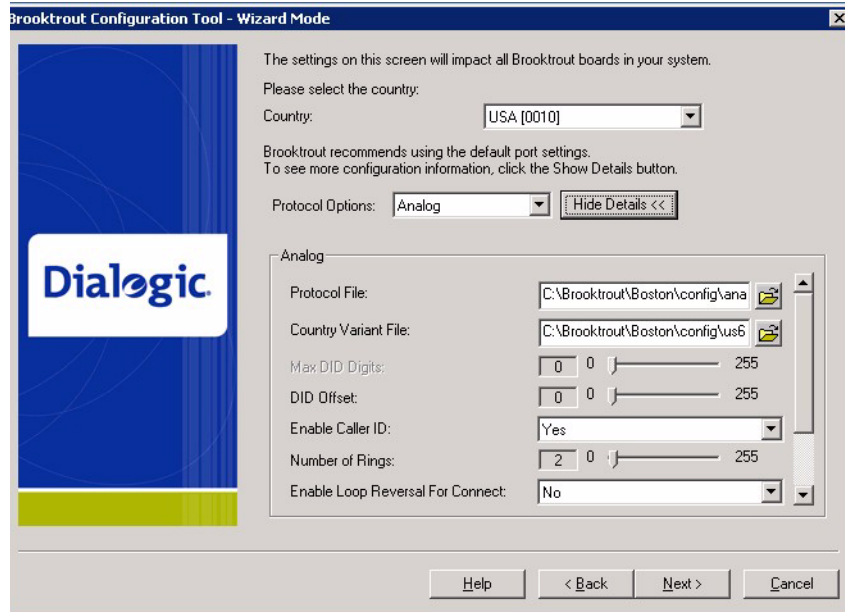 Brooktrout Configuration Tool - Wizard Mode
The settings on this screen will impact all Brooktrout boards in your system.
Please select the country:
Country:
USA [0010]
Brooktrout recommends using the default port settings.
To see more configuration information, click the Show Details button.
Protocol Options:
Analog
Hide Details <<
Dialogic.
Analog
Protocol File:
C:\Brooktrout\Boston\config\ana
Country Variant File:
C:\Brooktrout\Boston\config\us6
Max DID Digits:
0 0 255
DID Offset:
0 0 255
Enable Caller ID:
Yes
Number of Rings:
2 0 255
Enable Loop Reversal For Connect:
No
Help
< Back
Next >
Cancel